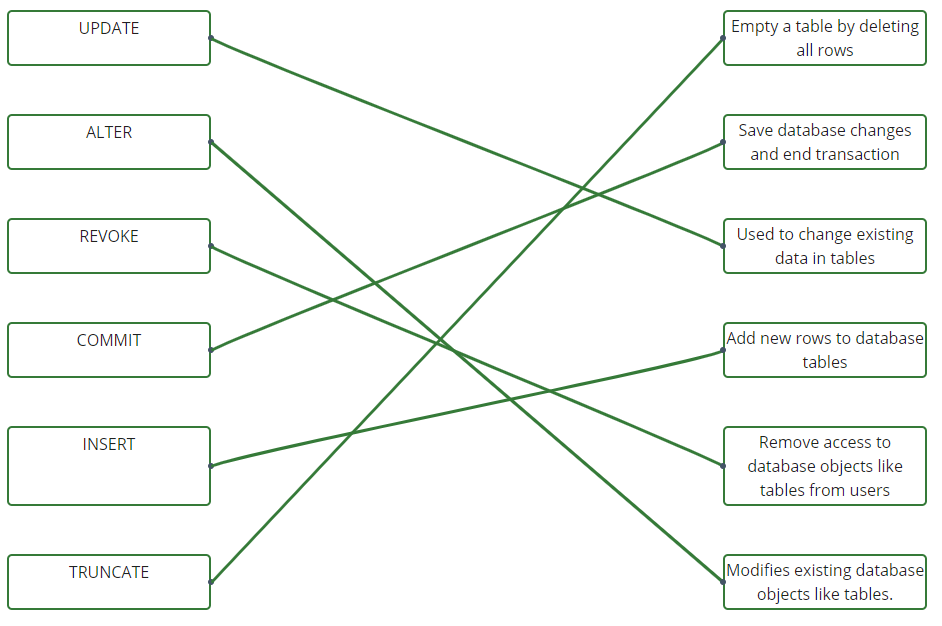 UPDATE
Empty a table by deleting
all rows
ALTER
Save database changes
and end transaction
REVOKE
Used to change existing
data in tables
COMMIT
Add new rows to database
tables
INSERT
Remove access to
database objects like
tables from users
TRUNCATE
Modifies existing database
objects like tables.